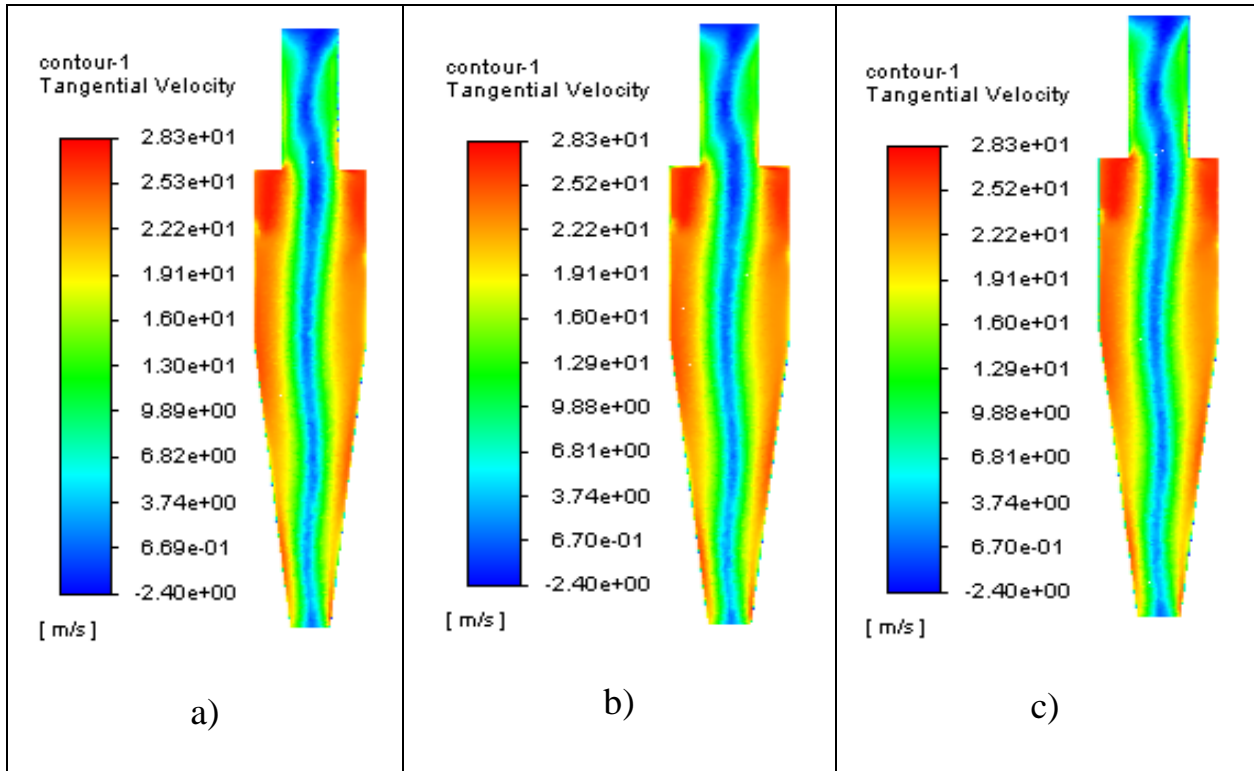 contour-1
Tangential Velocity
2.83e+01
2.53e+01
2.22e+01
1.91e+01
1.60e+01
1.30e+01
9.89e+00
6.82e+00
3.74e+00
6.69e-01
-2.40e+00
[ m/s ]
a)
contour-1
Tangential Velocity
2.83e+01
2.52e+01
2.22e+01
1.91e+01
1.60e+01
1.29e+01
9.88e+00
6.81e+00
3.74e+00
6.70e-01
-2.40e+00
[ m/s ]
b)
contour-1
Tangential Velocity
2.83e+01
2.52e+01
2.22e+01
1.91e+01
1.60e+01
1.29e+01
9.88e+00
6.81e+00
3.74e+00
6.70e-01
-2.40e+00
[ m/s ]
c)